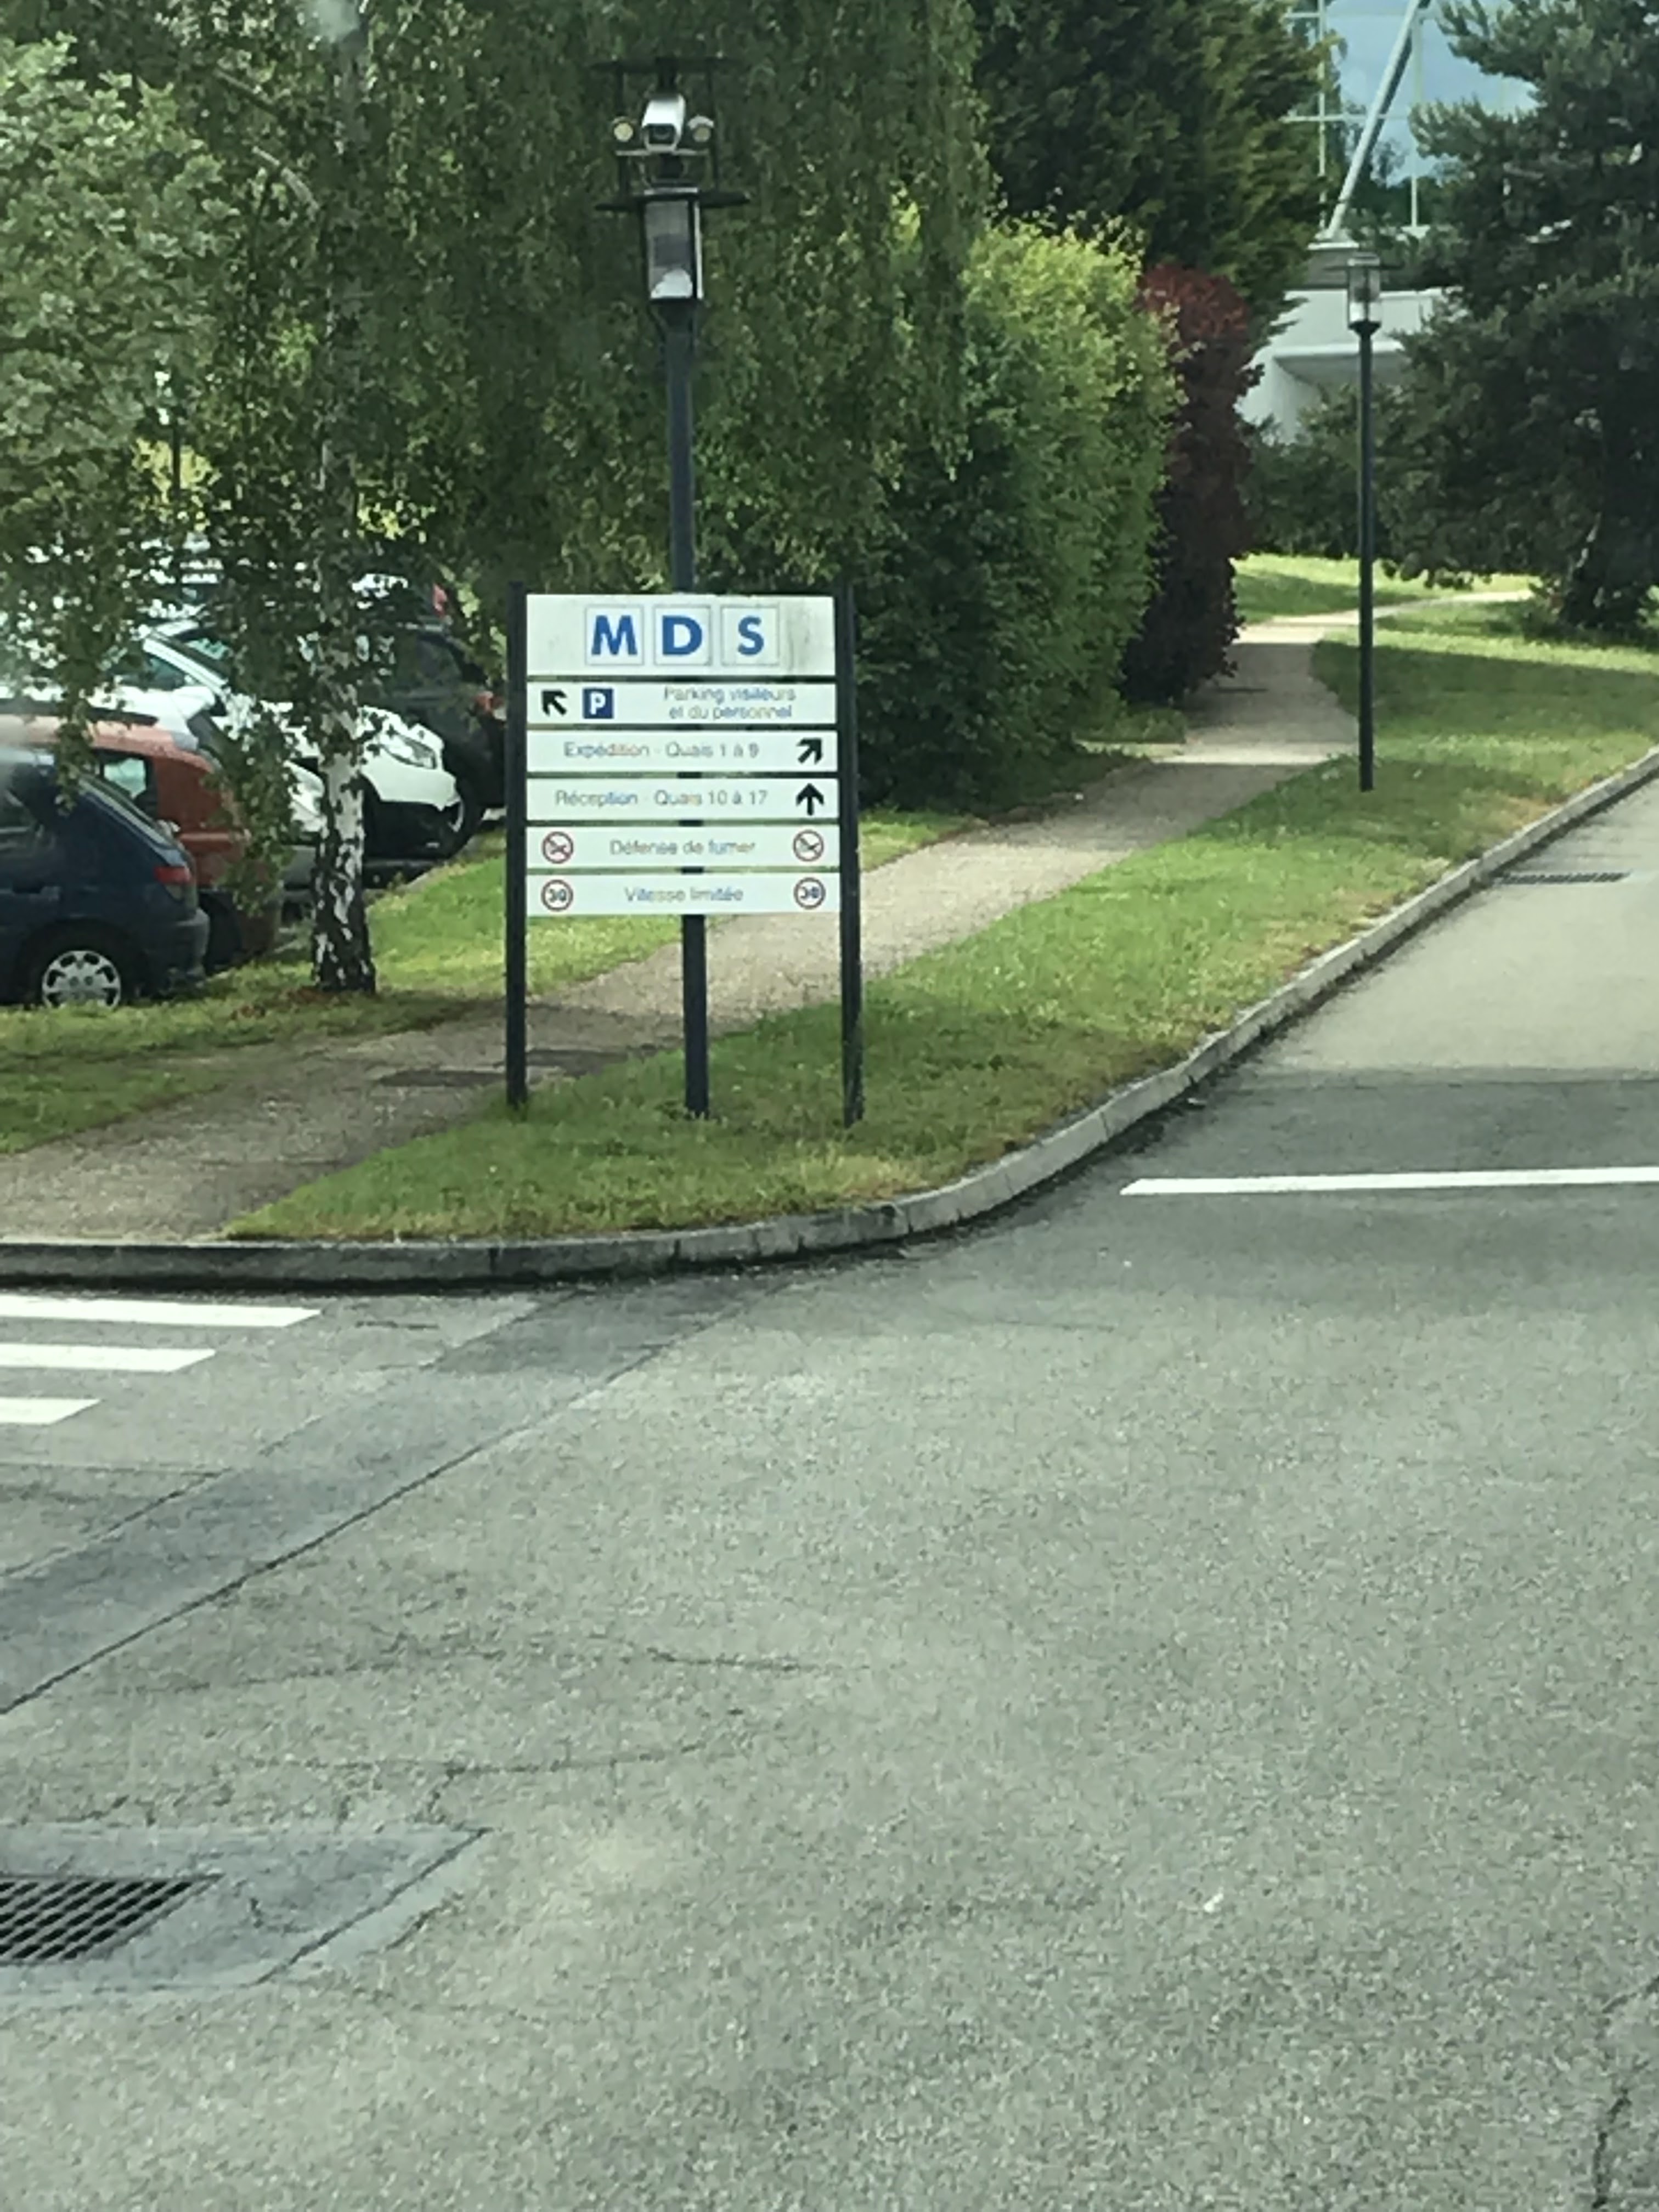 M D S
P Parking visiteurs
et du personnel
Expédition - Quais 1 à 9
Réception - Quais 10 à 17
Défense de fumer
30 Vitesse limitée 30